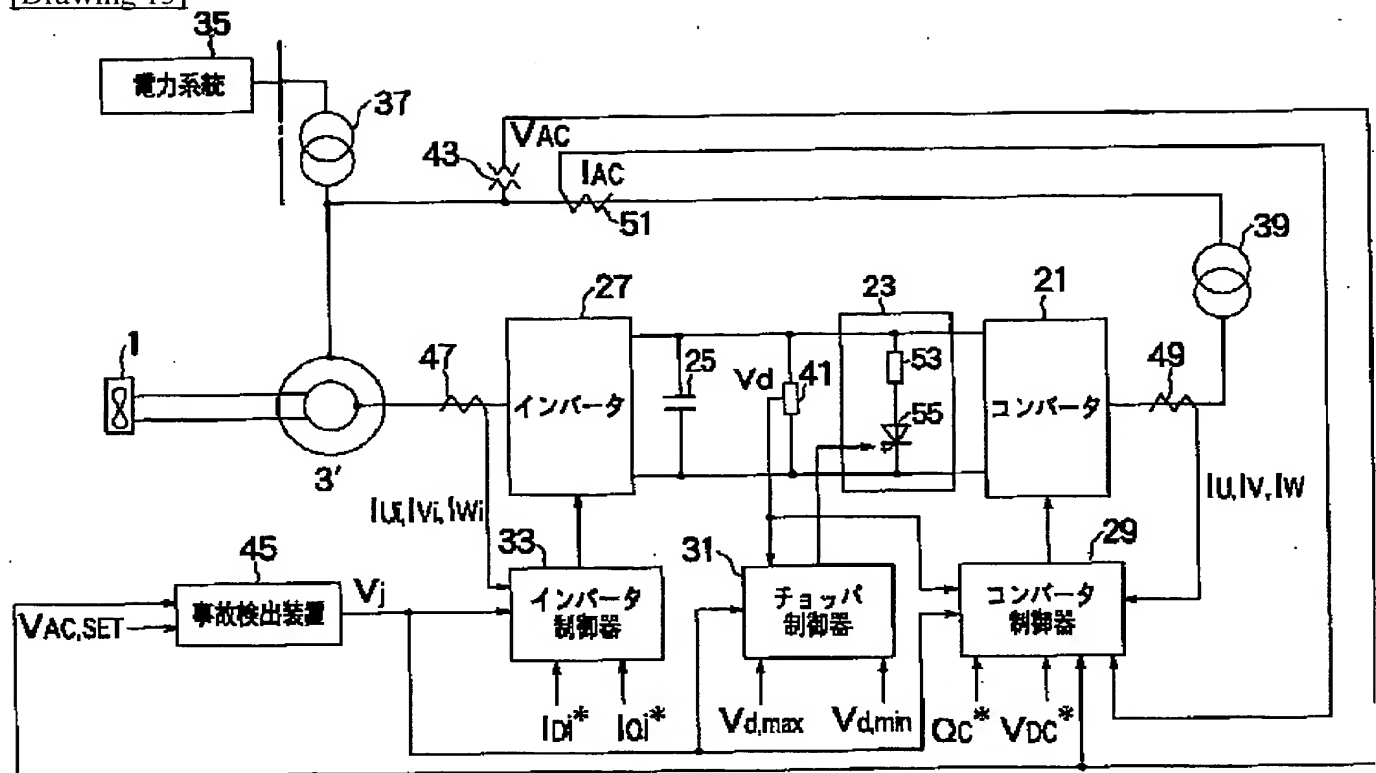 35
電力系統
37
VAC
43
IAC
51
39
27
23
21
1
47
25
Vd
41
53
49
インバータ
コンバータ
55
3'
IUi,IVi,IWi
IU,IV,IW
45
33
31
29
Vj
事故検出装置
インバータ
制御器
チョッパ
制御器
コンバータ
制御器
VAC,SET
IDi*
IQi*
Vd,max
Vd,min
QC*
VDC*